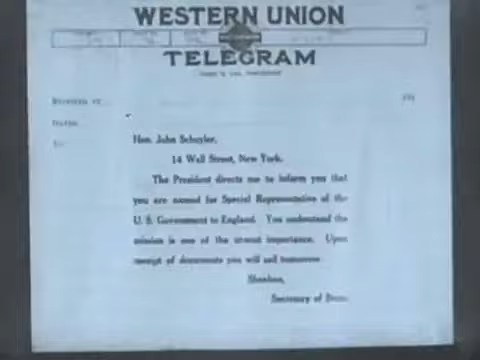 WESTERN UNION
TELEGRAM
Hon. John Schuyler,
14 Wall Street, New York.
The President directs me to inform you that
you are named for Special Representative of the
U. S. Government to England. You understand the
mission is one of the utmost importance. Upon
receipt of documents you will sail tomorrow
Secretary of State.